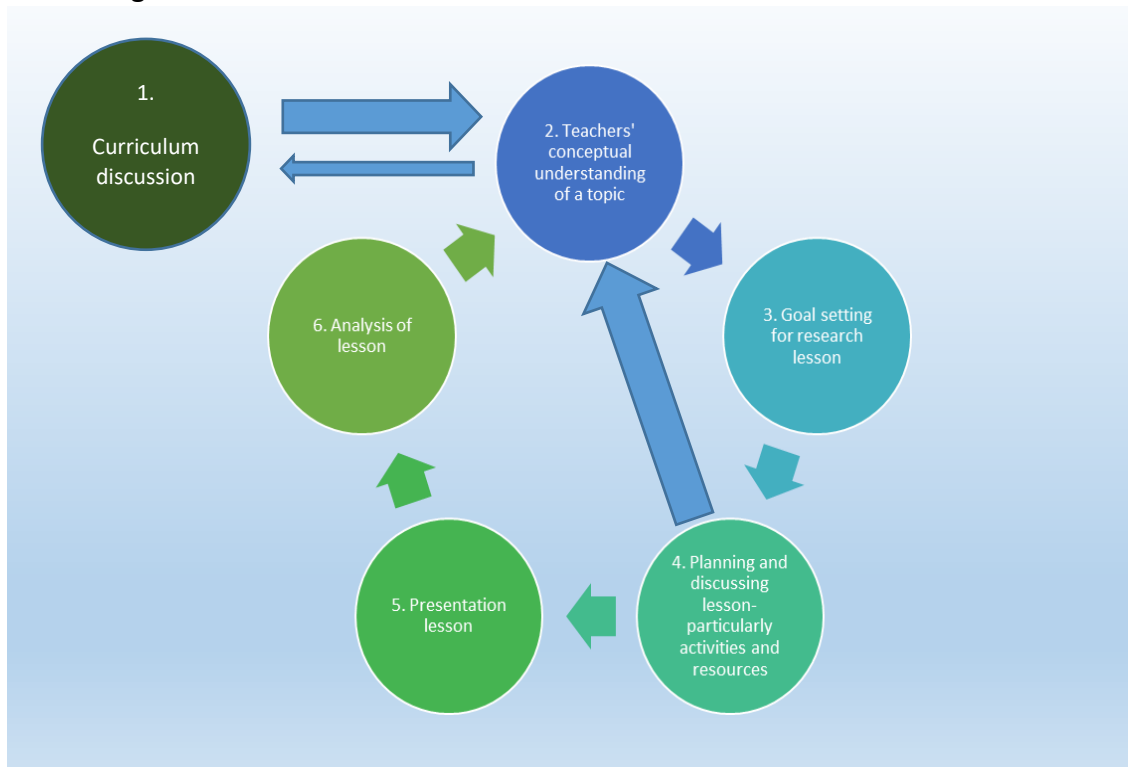 1.
Curriculum
discussion
2. Teachers'
conceptual
understanding
of a topic
3. Goal setting
for research
lesson
4. Planning and
discussing
lesson-
particularly
activities and
resources
5. Presentation
lesson
6. Analysis of
lesson